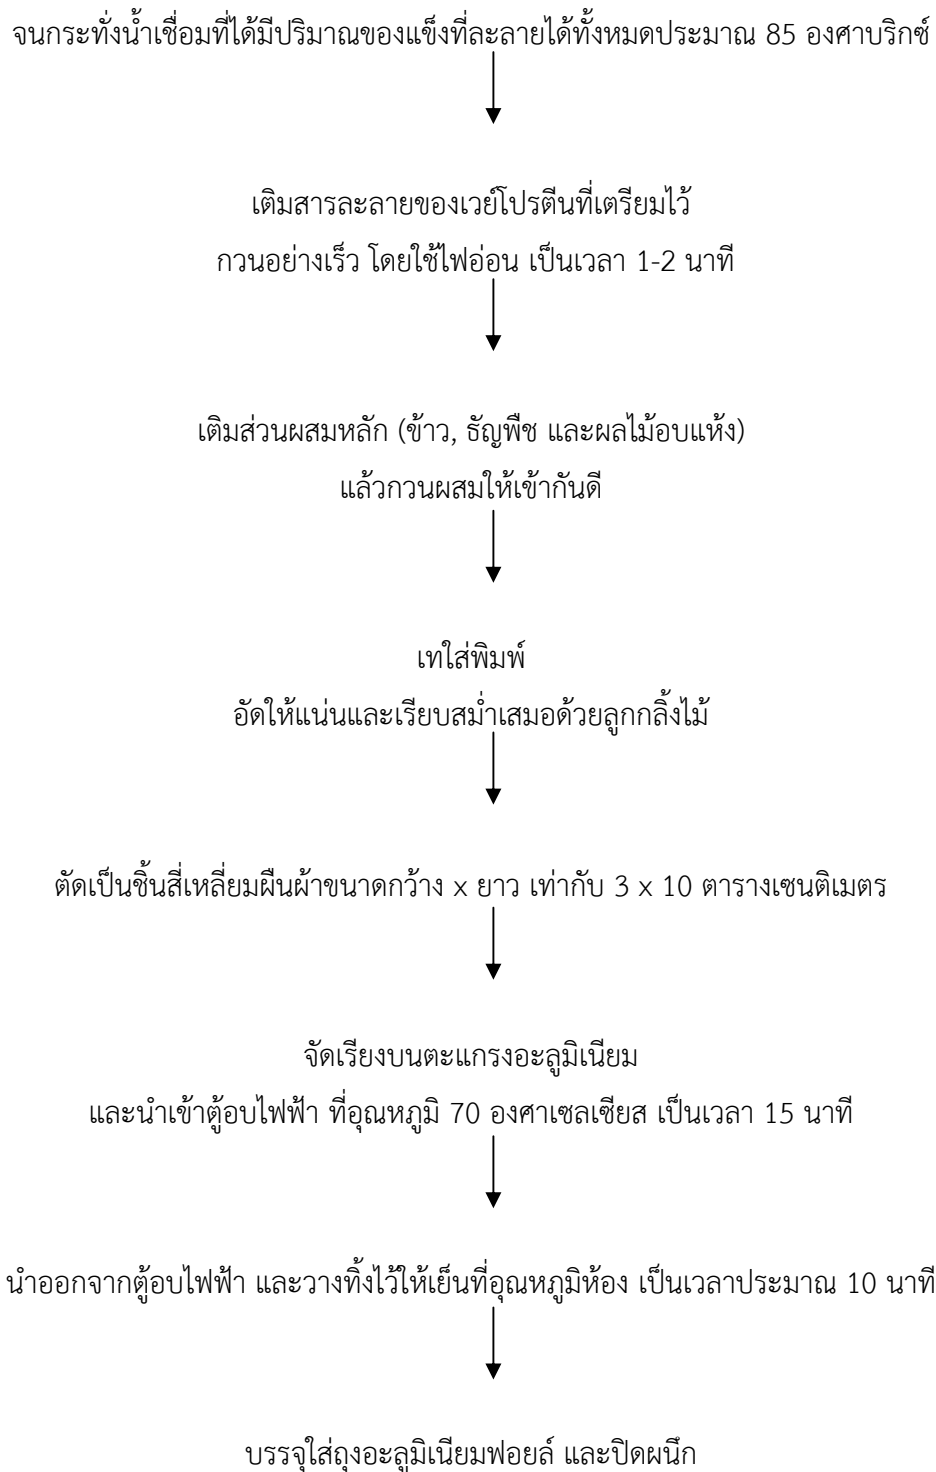 จนกระทั่งน้ำเชื่อมที่ได้มีปริมาณของแข็งที่ละลายได้ทั้งหมดประมาณ 85 องศาบริกซ์
เติมสารละลายของเวย์โปรตีนที่เตรียมไว้
กวนอย่างเร็ว โดยใช้ไฟอ่อน เป็นเวลา 1-2 นาที
เติมส่วนผสมหลัก (ข้าว, ธัญพืช และผลไม้อบแห้ง)
แล้วกวนผสมให้เข้ากันดี
เทใส่พิมพ์
อัดให้แน่นและเรียบสม่ำเสมอด้วยลูกกลิ้งไม้
ตัดเป็นชิ้นสี่เหลี่ยมผืนผ้าขนาดกว้าง x ยาว เท่ากับ 3 x 10 ตารางเซนติเมตร
จัดเรียงบนตะแกรงอะลูมิเนียม
และนำเข้าตู้อบไฟฟ้า ที่อุณหภูมิ 70 องศาเซลเซียส เป็นเวลา 15 นาที
นำออกจากตู้อบไฟฟ้า และวางทิ้งไว้ให้เย็นที่อุณหภูมิห้อง เป็นเวลาประมาณ 10 นาที
บรรจุใส่ถุงอะลูมิเนียมฟอยล์ และปิดผนึก